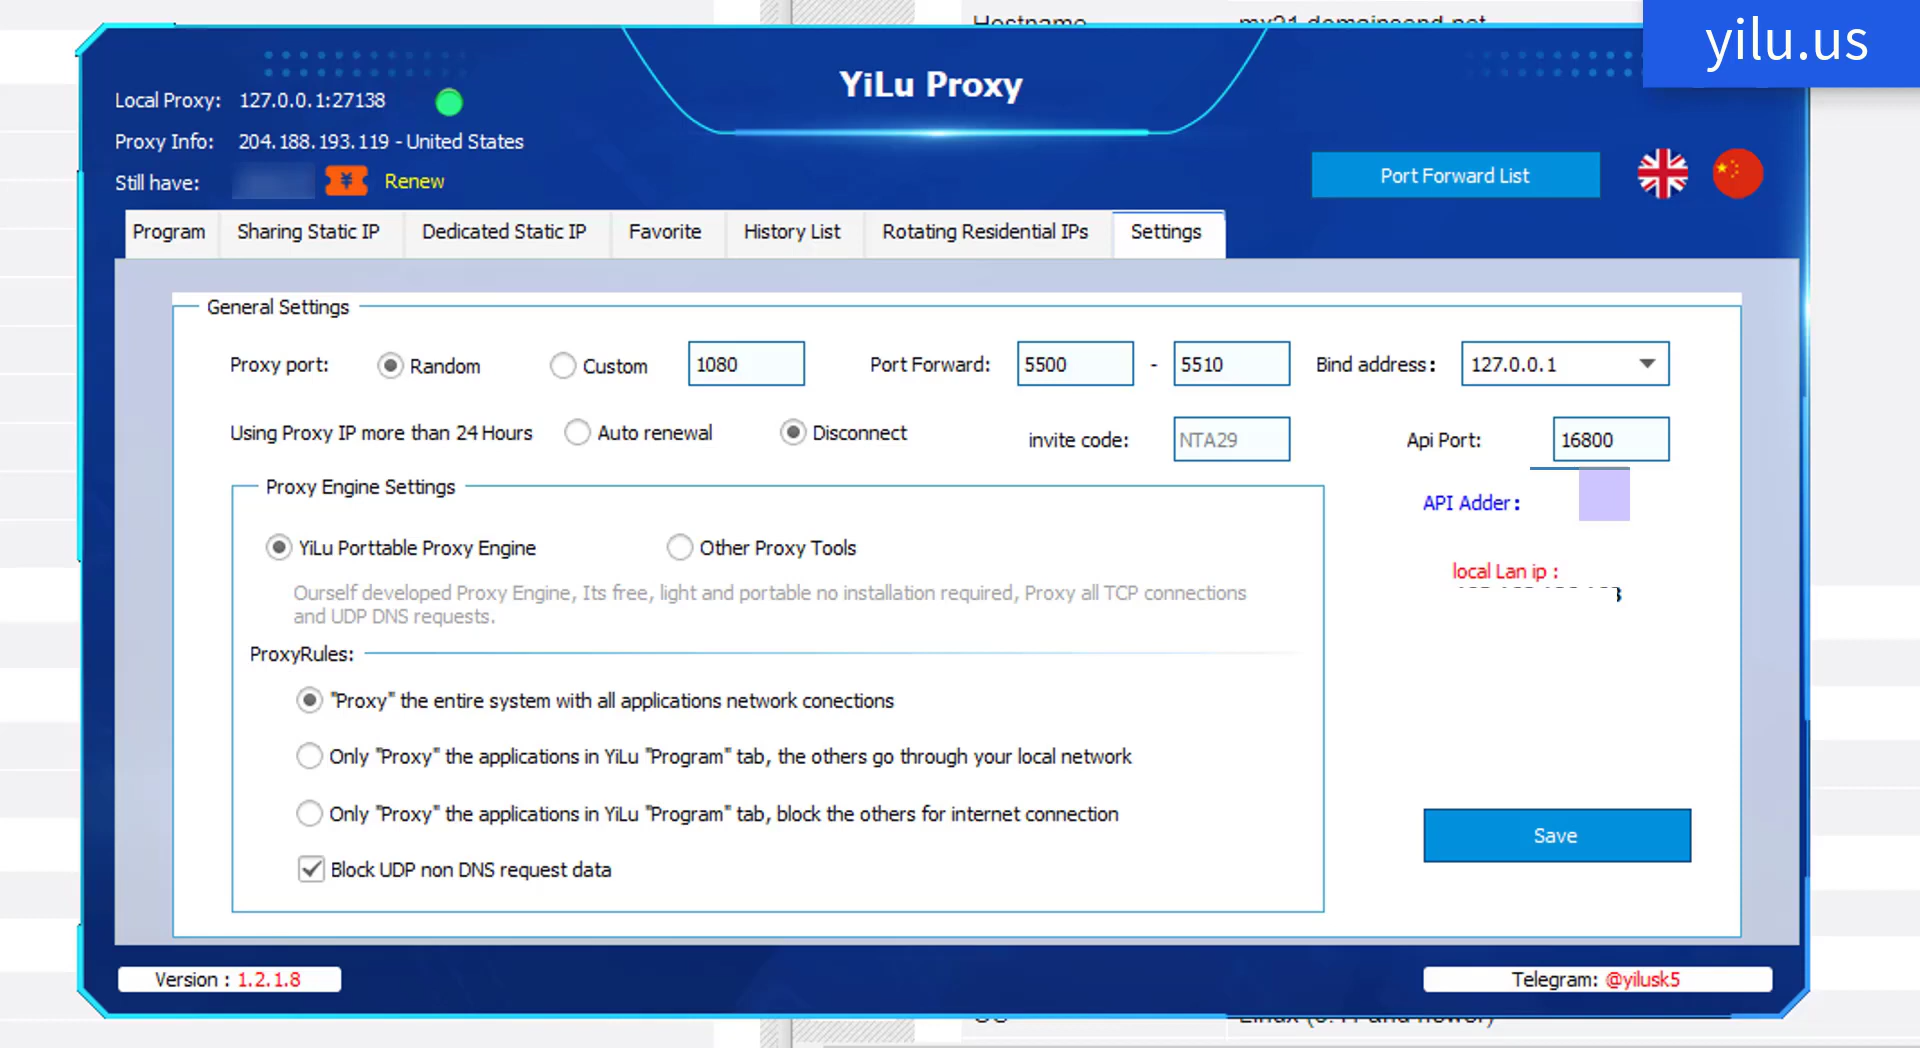 Hostname
yilu.us
YiLu Proxy
Local Proxy: 127.0.0.1:27138
Proxy Info: 204.188.193.119 - United States
Still have: ¥ Renew
Port Forward List
Program Sharing Static IP Dedicated Static IP Favorite History List Rotating Residential IPs Settings
General Settings
Proxy port: Random Custom 1080 Port Forward: 5500 - 5510 Bind address: 127.0.0.1
Using Proxy IP more than 24 Hours Auto renewal Disconnect invite code: NTA29 Api Port: 16800
Proxy Engine Settings
API Adder:
YiLu Porttable Proxy Engine Other Proxy Tools
local Lan ip :
Ourself developed Proxy Engine, Its free, light and portable no installation required, Proxy all TCP connections
and UDP DNS requests.
ProxyRules:
"Proxy" the entire system with all applications network conections
Only "Proxy" the applications in YiLu "Program" tab, the others go through your local network
Only "Proxy" the applications in YiLu "Program" tab, block the others for internet connection
Save
Block UDP non DNS request data
Version : 1.2.1.8
Telegram: @yilusk5